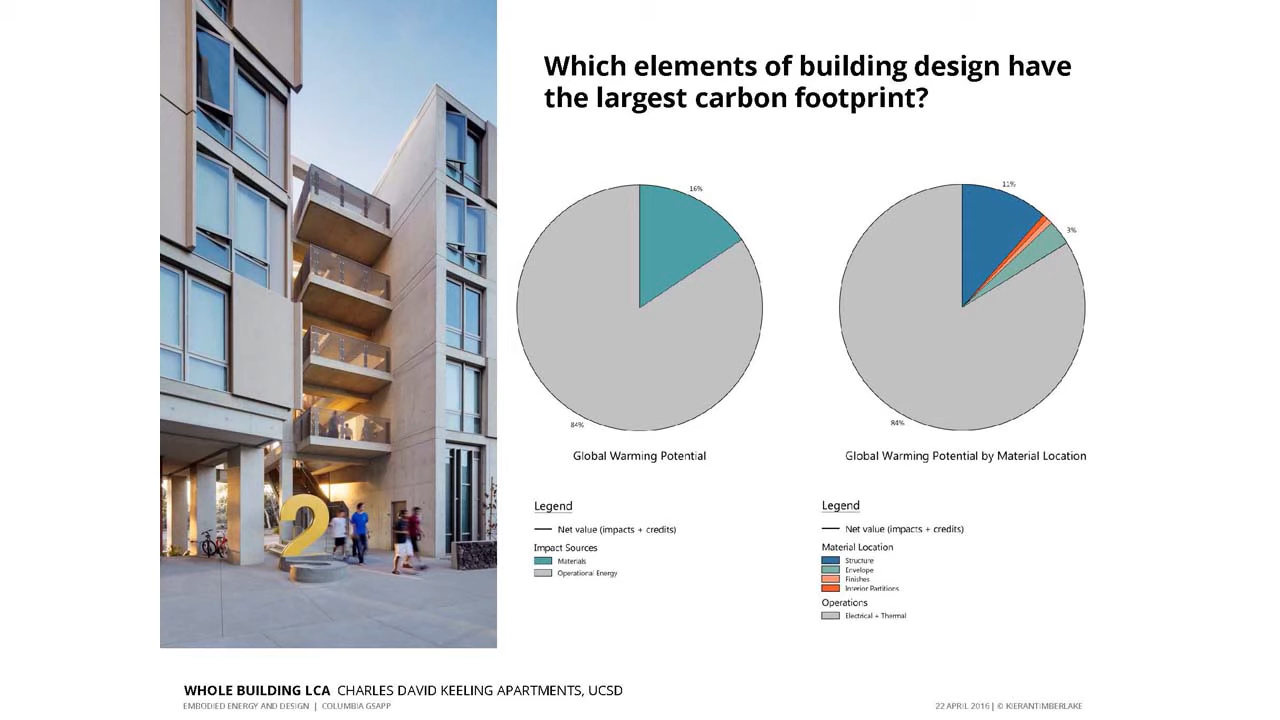 Which elements of building design have
the largest carbon footprint?
16%
84%
Global Warming Potential
11%
3%
84%
Global Warming Potential by Material Location
Legend
Net value (impacts + credits)
Impact Sources
Materials
Operational Energy
Legend
Net value (impacts + credits)
Material Location
Structure
Envelope
Finishes
Interior Partitions
Operations
Electrical + Thermal
2
WHOLE BUILDING LCA CHARLES DAVID KEELING APARTMENTS, UCSD
EMBODIED ENERGY AND DESIGN | COLUMBIA GSAPP
22 APRIL 2016 | © KIERANTIMBERLAKE